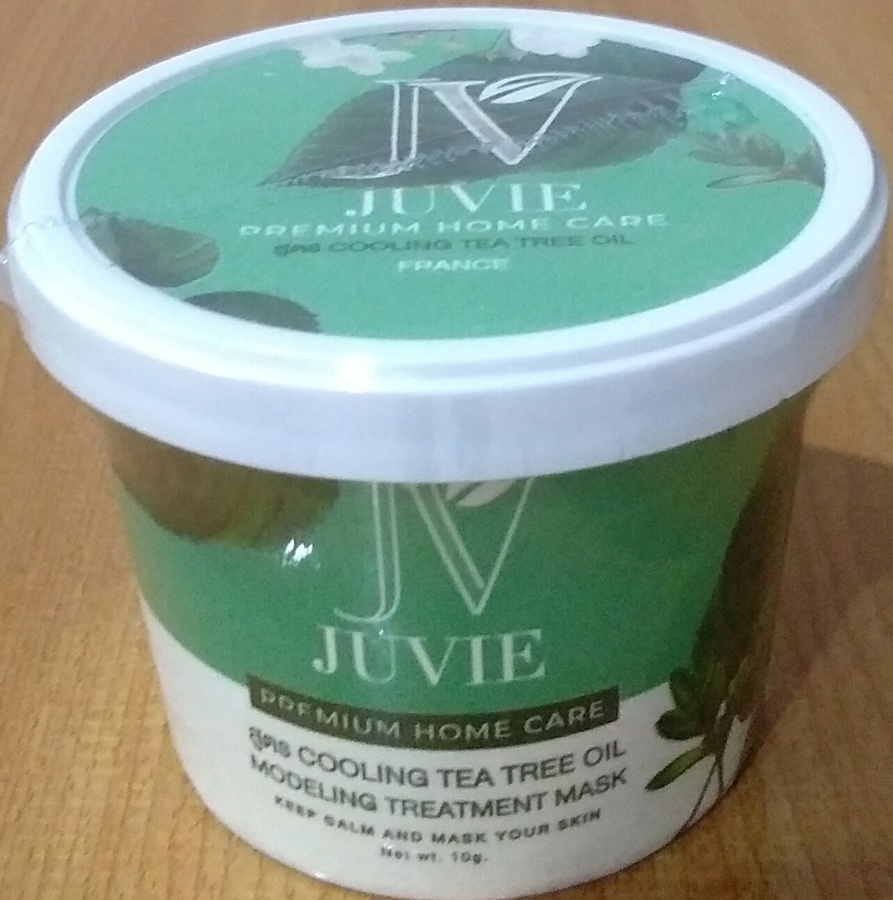 JV
JUVIE
PREMIUM HOME CARE
สูตร COOLING TEA TREE OIL
FRANCE
JV
JUVIE
PREMIUM HOME CARE
สูตร COOLING TEA TREE OIL
MODELING TREATMENT MASK
KEEP CALM AND MASK YOUR SKIN
Net wt. 10g.